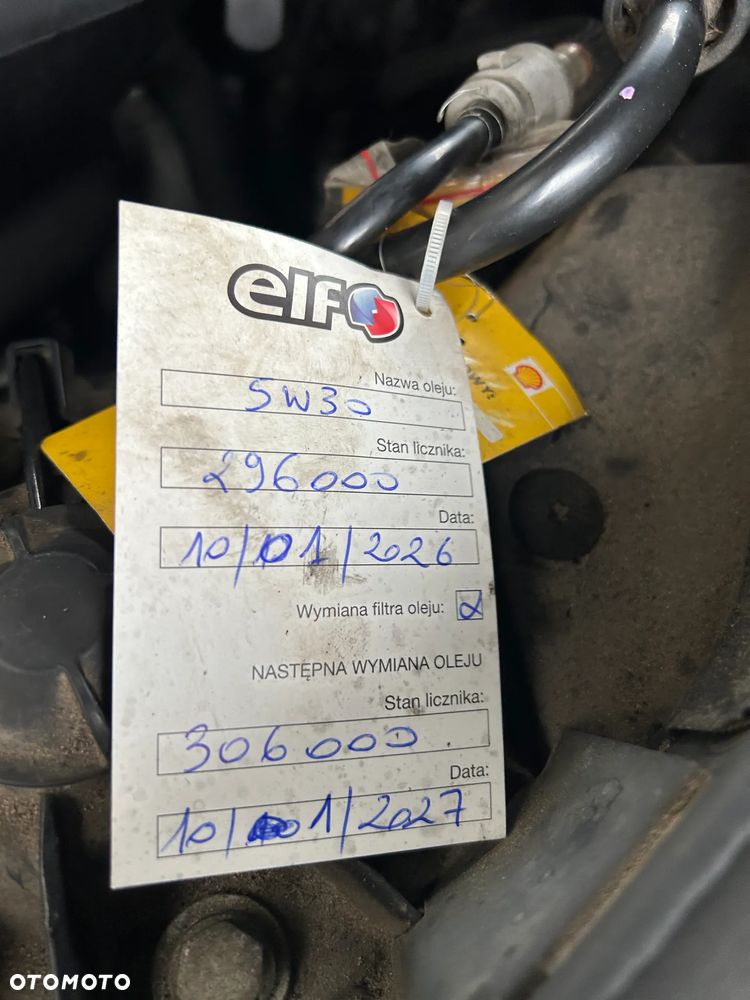 elf
Nazwa oleju:
5W30
Stan licznika:
296000
Data:
10/01/2026
Wymiana filtra oleju:
NASTĘPNA WYMIANA OLEJU
Stan licznika:
306000
Data:
10/01/2027
OWY:
OTOMOTO